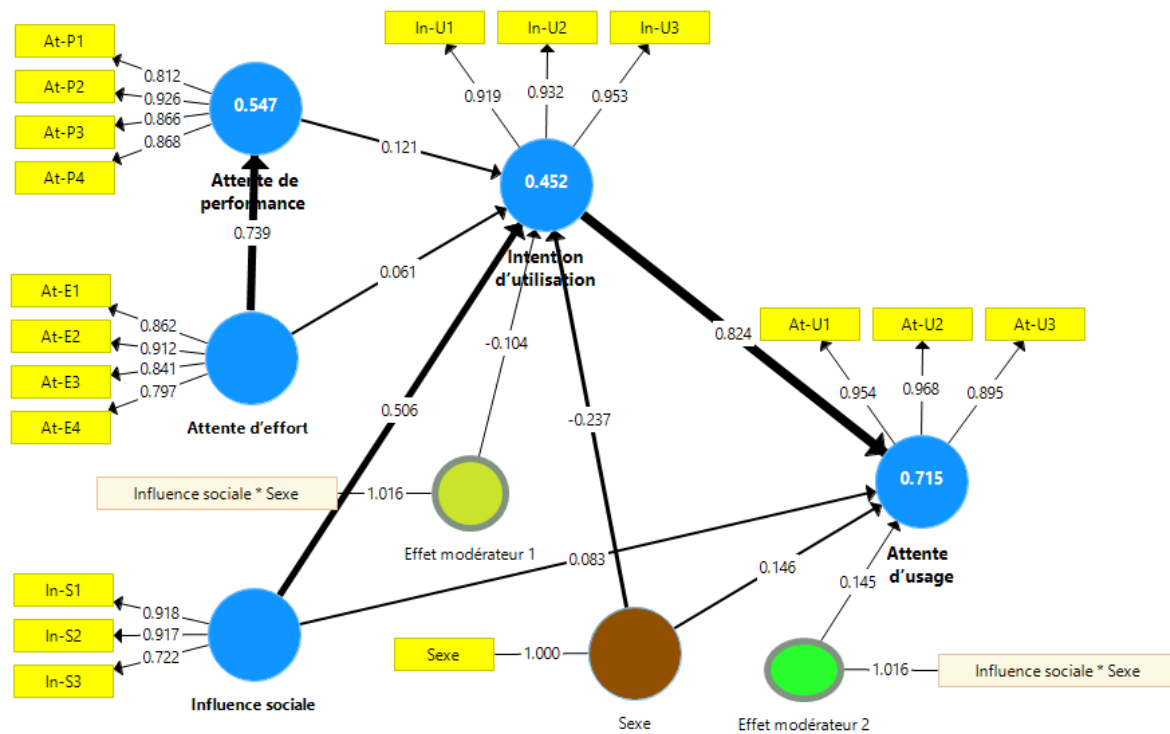 In-U1
In-U2
In-U3
At-P1
At-P2
At-P3
At-P4
0.812
0.926
0.866
0.868
0.547
Attente de
performance
0.919
0.932
0.953
0.121
0.452
Intention
d’utilisation
0.739
0.061
At-E1
At-E2
At-E3
At-E4
0.862
0.912
0.841
0.797
Attente d’effort
-0.104
0.506
-0.237
0.824
At-U1
At-U2
At-U3
0.954
0.968
0.895
0.715
Attente
d’usage
Influence sociale * Sexe
1.016
Effet modérateur 1
0.083
0.146
0.145
In-S1
In-S2
In-S3
0.918
0.917
0.722
Influence sociale
Sexe
1.000
Sexe
1.016
Influence sociale * Sexe
Effet modérateur 2